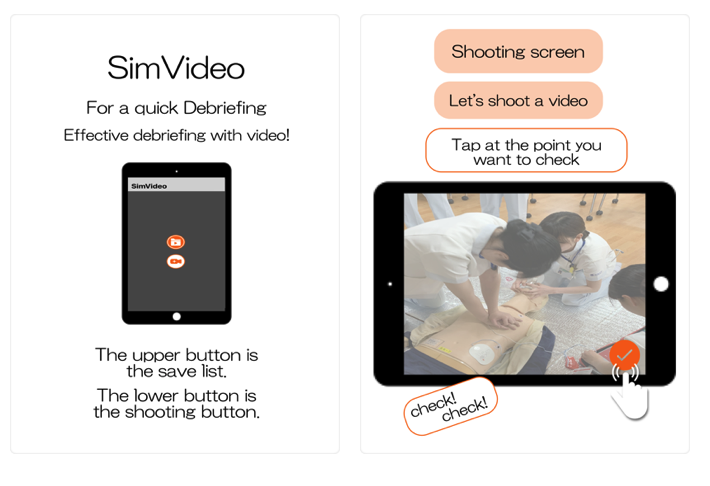 SimVideo
For a quick Debriefing
Effective debriefing with video!
SimVideo
The upper button is
the save list.
The lower button is
the shooting button.
Shooting screen
Let's shoot a video
Tap at the point you
want to check
check!
check!